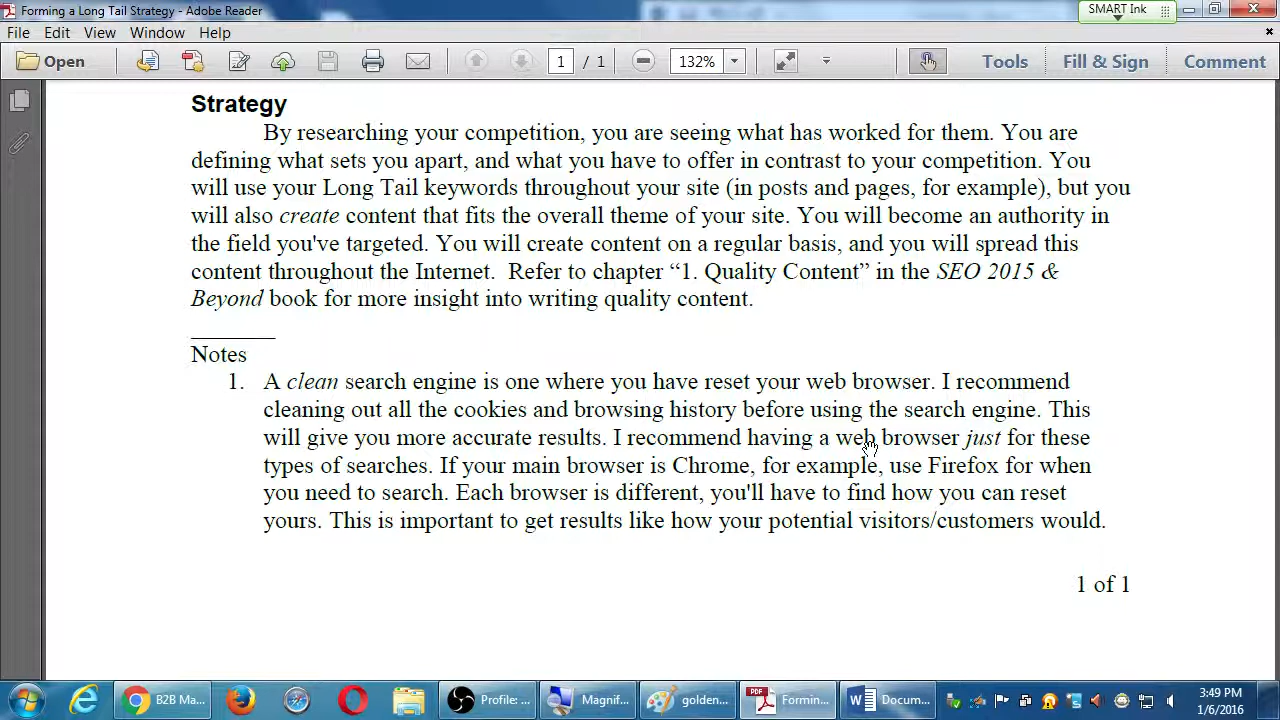 Forming a Long Tail Strategy - Adobe Reader
SMART Ink
File Edit View Window Help
Open
1 / 1
132%
Tools
Fill & Sign
Comment
Strategy
By researching your competition, you are seeing what has worked for them. You are
defining what sets you apart, and what you have to offer in contrast to your competition. You
will use your Long Tail keywords throughout your site (in posts and pages, for example), but you
will also create content that fits the overall theme of your site. You will become an authority in
the field you've targeted. You will create content on a regular basis, and you will spread this
content throughout the Internet.  Refer to chapter “1. Quality Content” in the SEO 2015 &
Beyond book for more insight into writing quality content.
Notes
1. A clean search engine is one where you have reset your web browser. I recommend
cleaning out all the cookies and browsing history before using the search engine. This
will give you more accurate results. I recommend having a web browser just for these
types of searches. If your main browser is Chrome, for example, use Firefox for when
you need to search. Each browser is different, you'll have to find how you can reset
yours. This is important to get results like how your potential visitors/customers would.
1 of 1
B2B Ma...
Profile: ...
Magnif...
golden...
Formin...
Docum...
3:49 PM
1/6/2016